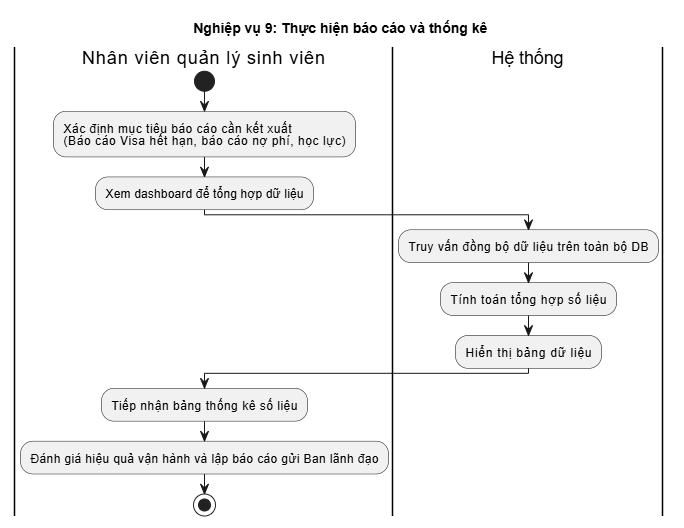 Nghiệp vụ 9: Thực hiện báo cáo và thống kê
Nhân viên quản lý sinh viên
Hệ thống
Xác định mục tiêu báo cáo cần kết xuất
(Báo cáo Visa hết hạn, báo cáo nợ phí, học lực)
Xem dashboard để tổng hợp dữ liệu
Truy vấn đồng bộ dữ liệu trên toàn bộ DB
Tính toán tổng hợp số liệu
Hiển thị bảng dữ liệu
Tiếp nhận bảng thống kê số liệu
Đánh giá hiệu quả vận hành và lập báo cáo gửi Ban lãnh đạo